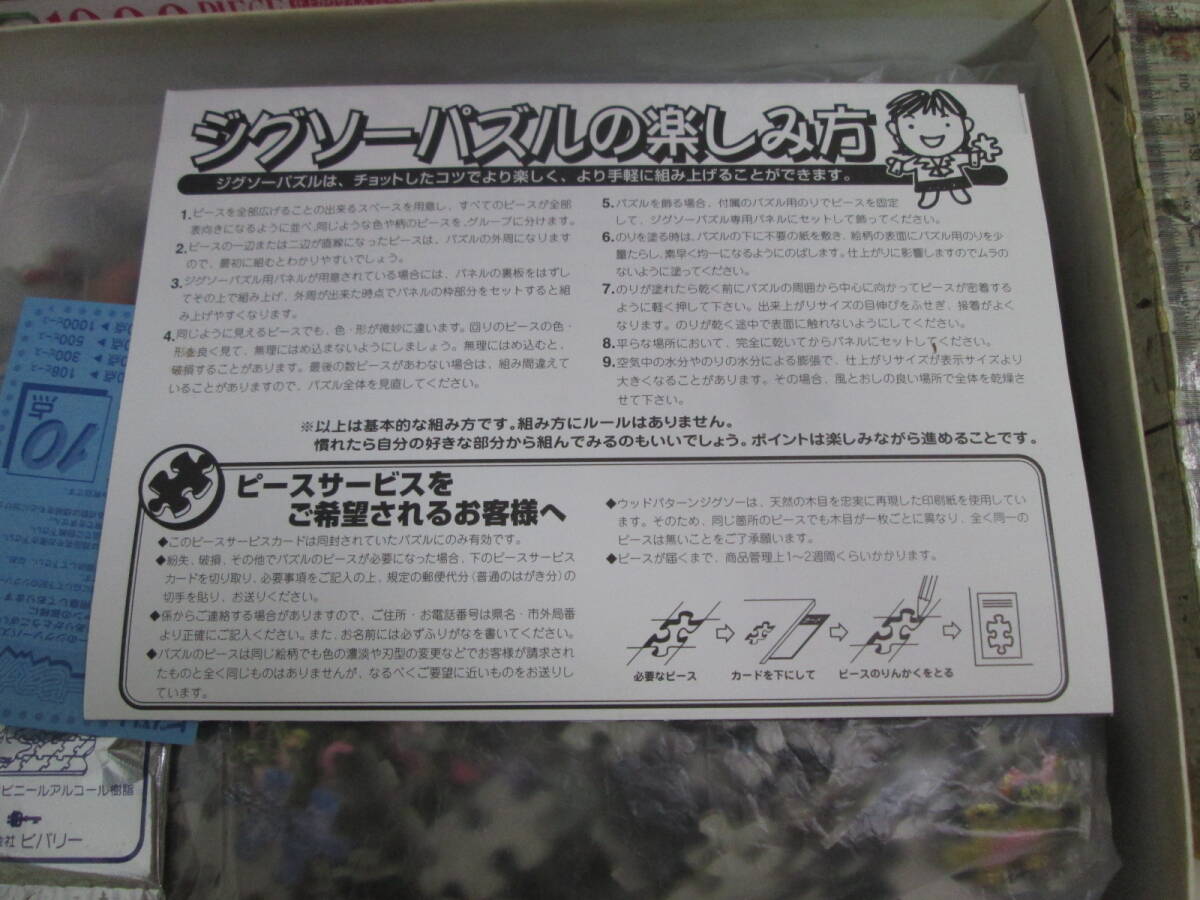 1000 PIECE
ジグソーパズルの楽しみ方
ジグソーパズルは、チョットしたコツでより楽しく、より手軽に組み上げることができます。
1.ピースを全部広げることの出来るスペースを用意し、すべてのピースが全部
表向きになるように並べ、同じような色や柄のピースを、グループに分けます。
2.ピースの一辺または二辺が直線になったピースは、パズルの外周になります
ので、最初に組むとわかりやすいでしょう。
3.ジグソーパズル用パネルが用意されている場合には、パネルの裏板をはずし
てその上で組み上げ、外周が出来た時点でパネルの枠部分をセットすると組
み上げやすくなります。
4.同じように見えるピースでも、色・形が微妙に違います。回りのピースの色・
形を良く見て、無理にはめ込まないようにしましょう。無理にはめ込むと、
破損することがあります。最後の数ピースがあわない場合は、組み間違えて
いることがありますので、パズル全体を見直してください。
5.パズルを飾る場合、付属のパズル用のりでピースを固定
して、ジグソーパズル専用パネルにセットして飾ってください。
6.のりを塗る時は、パズルの下に不要の紙を敷き、絵柄の表面にパズル用のりを少
量たらし、素早く均一になるようにのばします。仕上がりに影響しますのでムラの
ないように塗ってください。
7.のりが塗れたら乾く前にパズルの周囲から中心に向かってピースが密着する
ように軽く押して下さい。出来上がりサイズの目伸びをふせぎ、接着がよく
なります。のりが乾く途中で表面に触れないようにしてください。
8.平らな場所において、完全に乾いてからパネルにセットしてください。
9.空気中の水分やのりの水分による膨張で、仕上がりサイズが表示サイズより
大きくなることがあります。その場合、風とおしの良い場所で全体を乾燥さ
せて下さい。
※以上は基本的な組み方です。組み方にルールはありません。
慣れたら自分の好きな部分から組んでみるのもいいでしょう。ポイントは楽しみながら進めることです。
ピースサービスを
ご希望されるお客様へ
◆このピースサービスカードは同封されていたパズルにのみ有効です。
◆紛失、破損、その他でパズルのピースが必要になった場合、下のピースサービス
カードを切り取り、必要事項をご記入の上、規定の郵便代分（普通のはがき分）の
切手を貼り、お送りください。
◆係からご連絡する場合がありますので、ご住所・お電話番号は県名・市外局番
より正確にご記入ください。また、お名前には必ずふりがなを書いてください。
◆パズルのピースは同じ絵柄でも色の濃淡や刃型の変更などでお客様が請求され
たものと全く同じものはありませんが、なるべくご要望に近いものをお送りし
ています。
◆ウッドパターンジグソーは、天然の木目を忠実に再現した印刷紙を使用してい
ます。そのため、同じ箇所のピースでも木目が一枚ごとに異なり、全く同一の
ピースは無いことをご了承願います。
◆ピースが届くまで、商品管理上1〜2週間くらいかかります。
必要なピース
カードを下にして
ピースのりんかくをとる
1000ピース
500ピース
300ピース
108ピース
10点
ビニールアルコール樹脂
会社 ビバリー